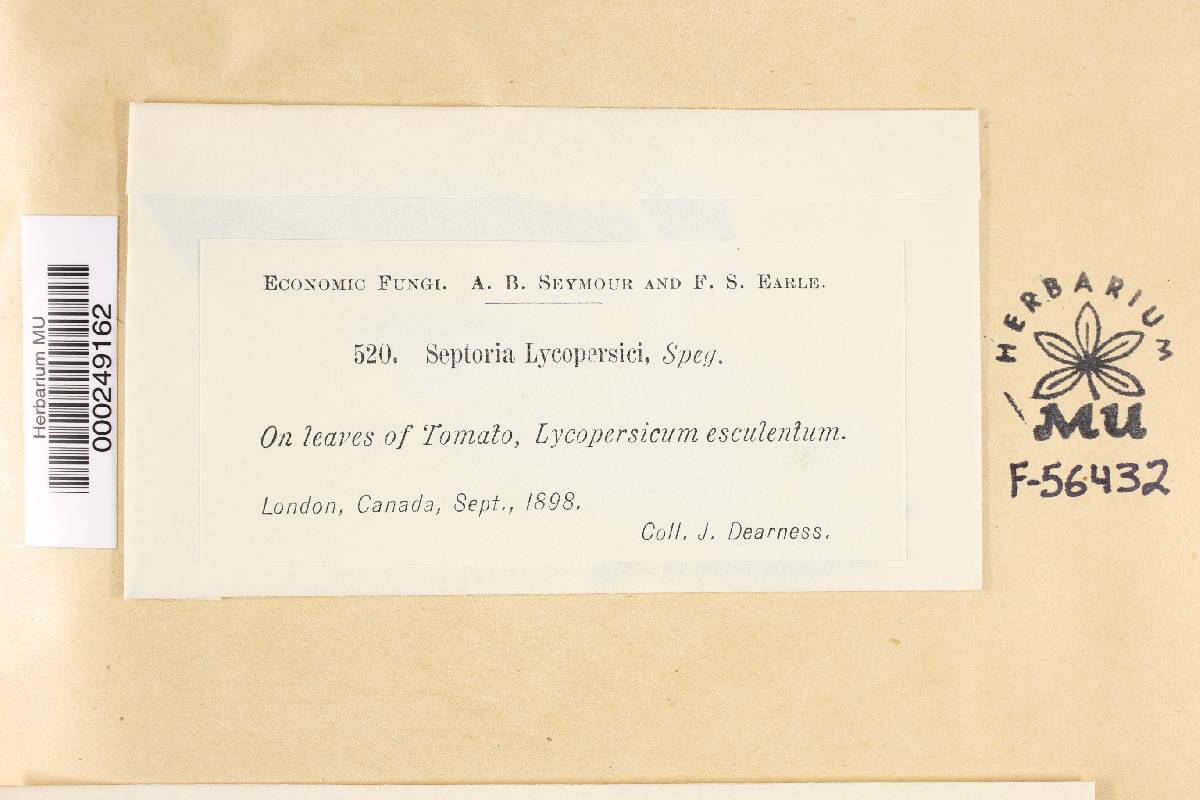 Herbarium MU
000249162
ECONOMIC FUNGI. A. B. SEYMOUR AND F. S. EARLE.
520. Septoria Lycopersici, Speg.
On leaves of Tomato, Lycopersicum esculentum.
London, Canada, Sept., 1898.
Coll. J. Dearness.
HERBARIUM
MU
F-56432